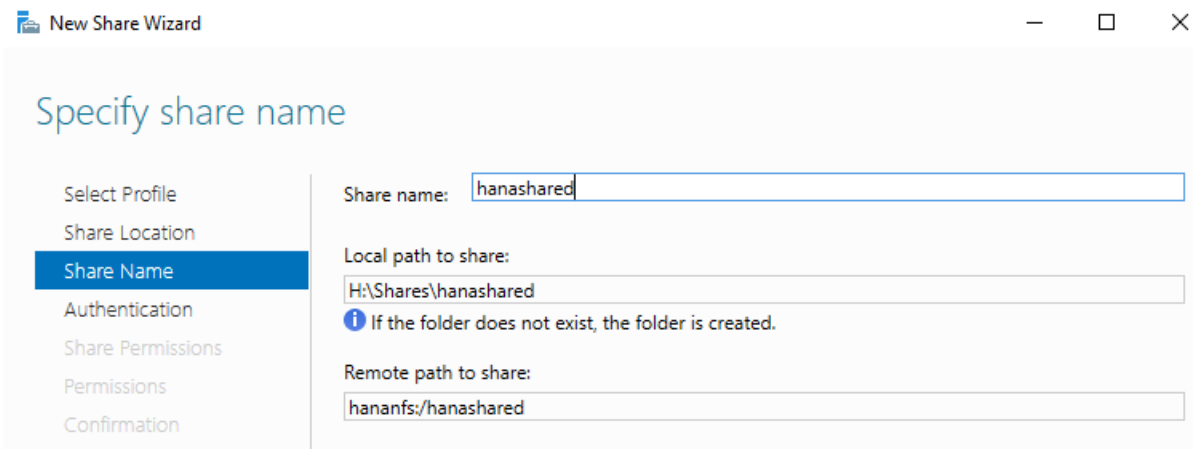 New Share Wizard
Specify share name
Select Profile
Share Location
Share Name
Authentication
Share Permissions
Permissions
Confirmation
Share name: hanashared
Local path to share:
H:\Shares\hanashared
If the folder does not exist, the folder is created.
Remote path to share:
hananfs:/hanashared